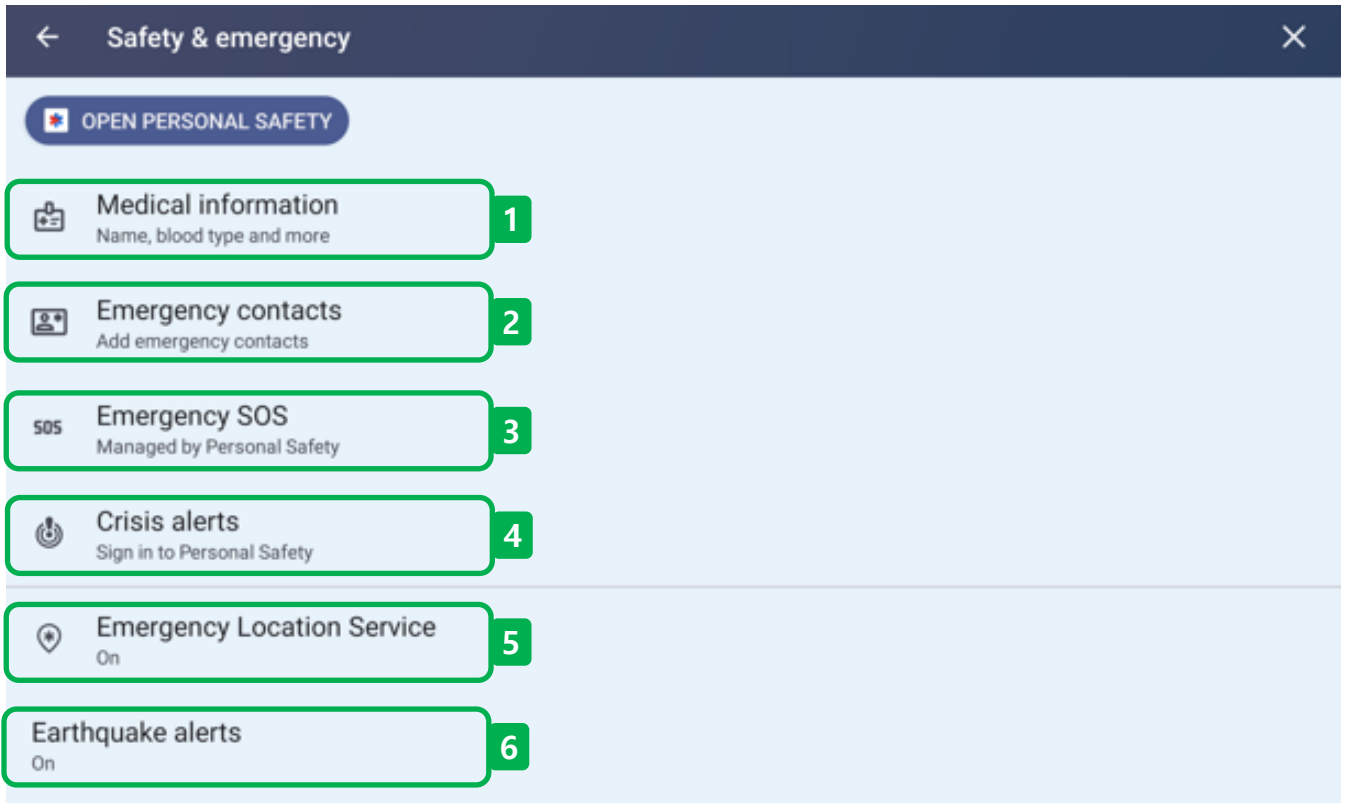 Safety & emergency
OPEN PERSONAL SAFETY
Medical information
Name, blood type and more
1
Emergency contacts
Add emergency contacts
2
SOS
Emergency SOS
Managed by Personal Safety
3
Crisis alerts
Sign in to Personal Safety
4
Emergency Location Service
On
5
Earthquake alerts
On
6